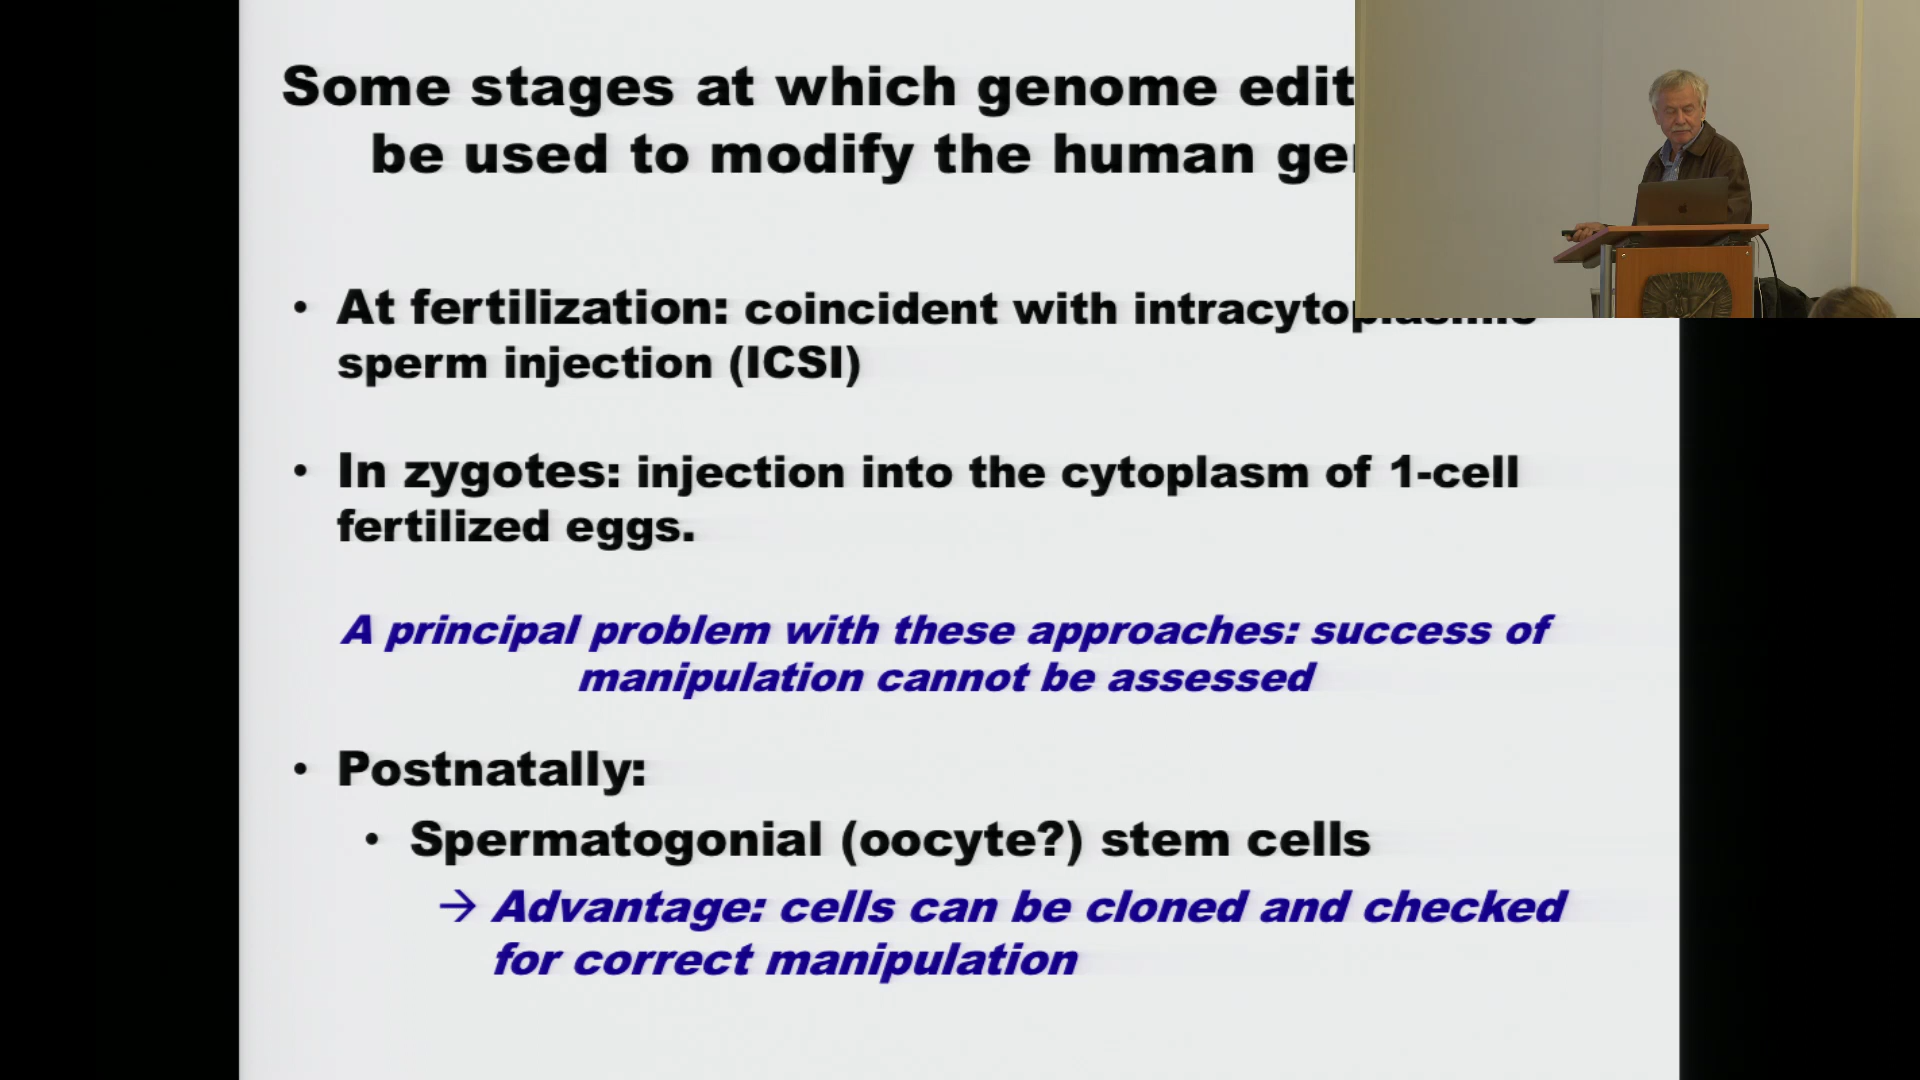 Some stages at which genome edit
be used to modify the human ge
• At fertilization: coincident with intracytoplasmic
sperm injection (ICSI)
• In zygotes: injection into the cytoplasm of 1-cell
fertilized eggs.
A principal problem with these approaches: success of
manipulation cannot be assessed
• Postnatally:
• Spermatogonial (oocyte?) stem cells
→ Advantage: cells can be cloned and checked
for correct manipulation